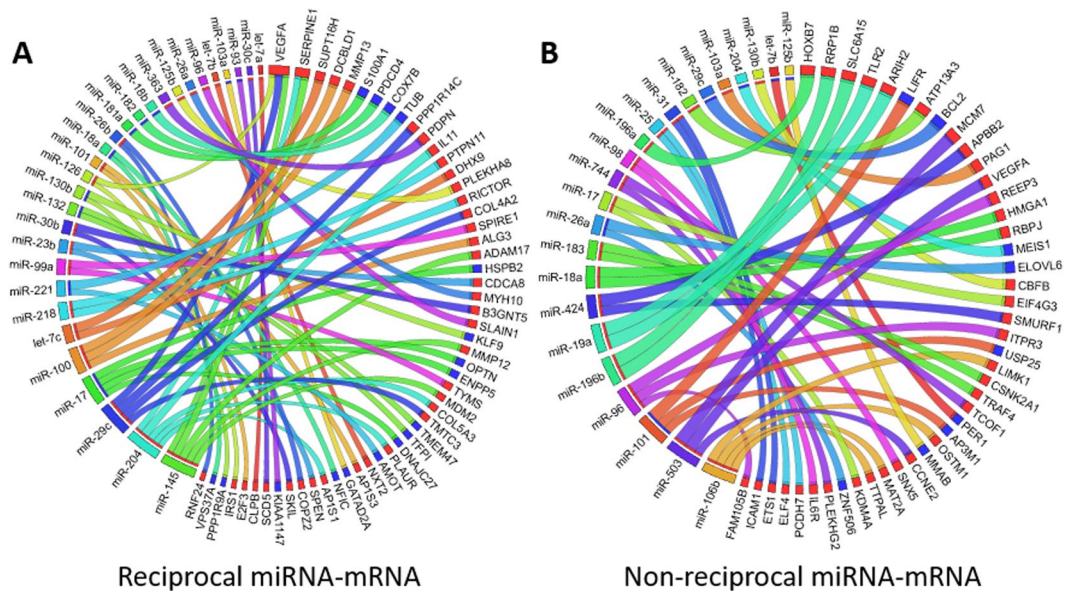 A
let-7a
miR-30c
miR-93
miR-103a
let-7b
miR-96
miR-26a
miR-125b
miR-363
miR-18b
miR-182
miR-181a
miR-26b
miR-18a
miR-101
miR-126
miR-130b
miR-132
miR-30b
miR-23b
miR-99a
miR-221
miR-218
let-7c
miR-100
miR-17
miR-29c
miR-204
miR-145
VEGFA
SERPINE1
SUPT16H
DCBLD1
MMP13
S100A1
PDCD4
COX7B
TUB
PPP1R14C
PDPN
IL11
PTPN11
DHX9
PLEKHA8
RICTOR
COL4A2
SPIRE1
ALG3
ADAM17
HSPB2
CDCA8
MYH10
B3GNT5
SLAIN1
KLF9
MMP12
OPTN
ENPP5
TYMS
MDM2
COL5A3
TMTC3
TMEM47
TFPI
DNAJC27
PLAUR
AMOT
AP1S3
NXT2
GATAD2A
NFIC
AP1S1
SPEN
COPZ2
SKIL
KIAA1147
SCD5
CLPB
E2F3
IRS1
PPP1R9A
VPS37A
RNF24
Reciprocal miRNA-mRNA
B
miR-125b
let-7b
miR-130b
miR-204
miR-103a
miR-29c
miR-182
miR-31
miR-25
miR-196a
miR-98
miR-744
miR-17
miR-26a
miR-183
miR-18a
miR-424
miR-19a
miR-196b
miR-96
miR-101
miR-503
miR-106b
HOXB7
RRP1B
SLC6A15
TLR2
ARIH2
LIFR
ATP13A3
BCL2
MCM7
APBB2
PAG1
VEGFA
REEP3
HMGA1
RBPJ
MEIS1
ELOVL6
CBFB
EIF4G3
SMURF1
ITPR3
USP25
LIMK1
CSNK2A1
TRAF4
TCOF1
PER1
AP3M1
OSTM1
MMAB
CCNE2
SNX5
MAT2A
TTPAL
KDM4A
ZNF506
PLEKHG2
IL6R
PCDH7
ELF4
ETS1
ICAM1
FAM105B
Non-reciprocal miRNA-mRNA